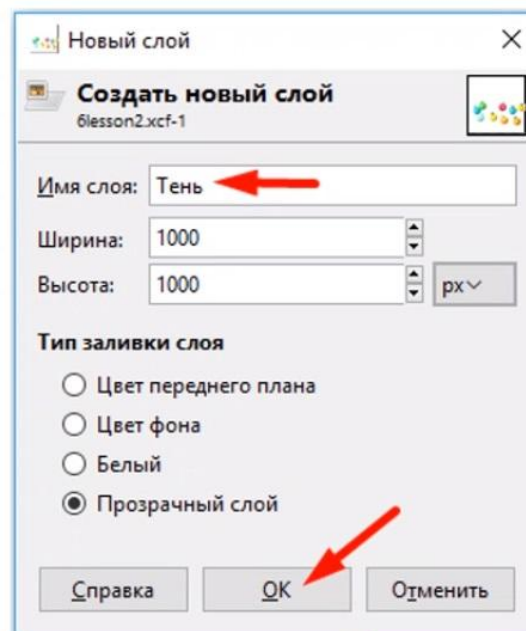 Новый слой
Создать новый слой
6lesson2.xcf-1
Имя слоя: Тень
Ширина: 1000
Высота: 1000 px
Тип заливки слоя
Цвет переднего плана
Цвет фона
Белый
Прозрачный слой
Справка OK Отменить